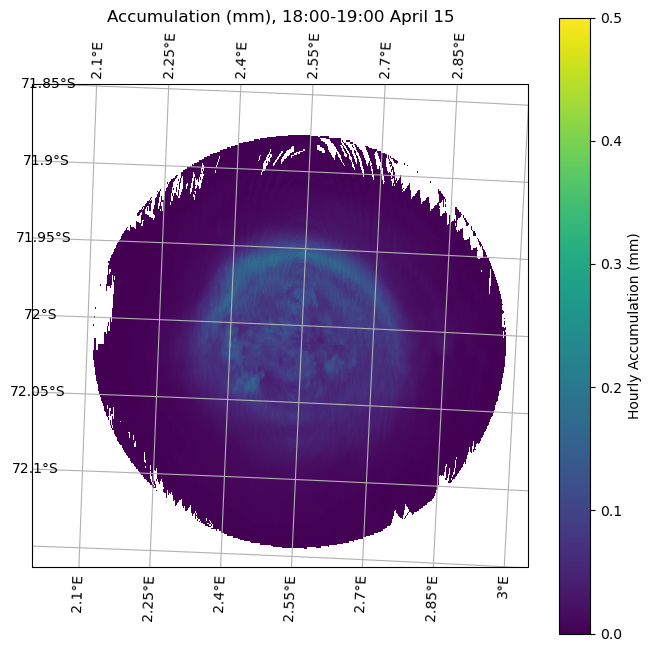 Accumulation (mm), 18:00-19:00 April 15
2.1°E 2.25°E 2.4°E 2.55°E 2.7°E 2.85°E
71.85°S
71.9°S
71.95°S
72°S
72.05°S
72.1°S
2.1°E 2.25°E 2.4°E 2.55°E 2.7°E 2.85°E 3°E
0.5
0.4
0.3
0.2
0.1
0.0
Hourly Accumulation (mm)